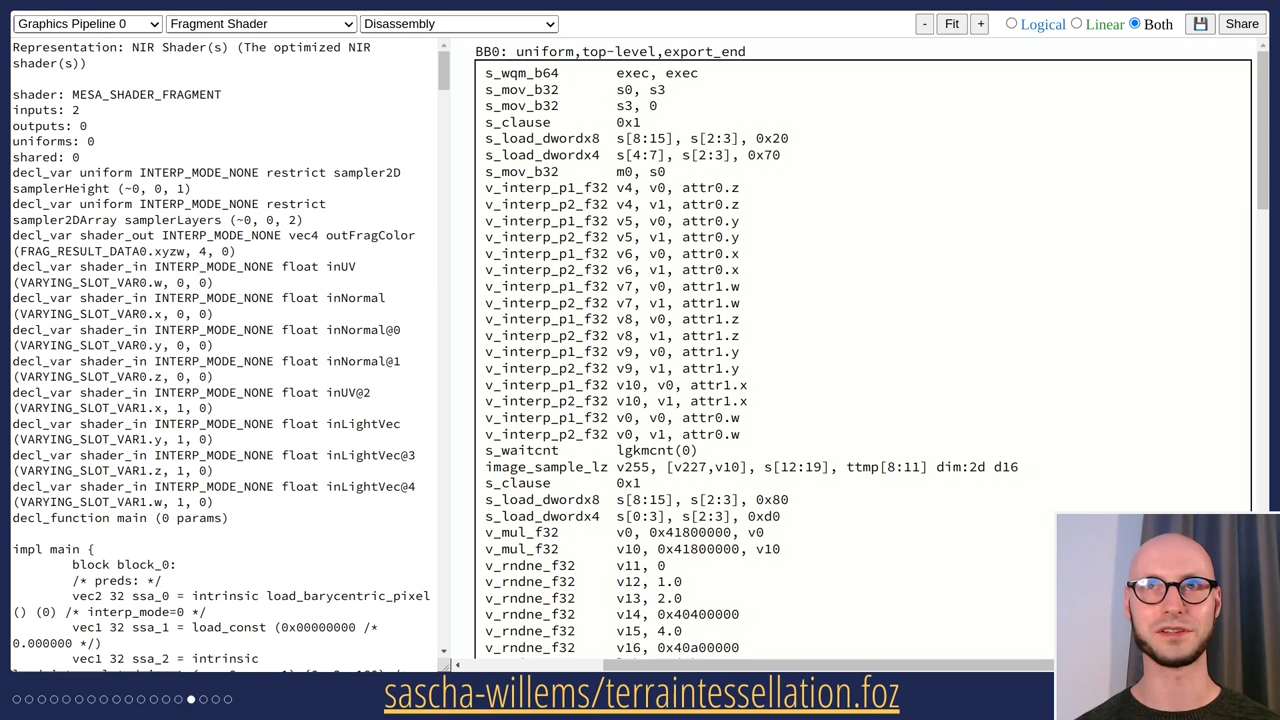 Graphics Pipeline 0 Fragment Shader Disassembly - Fit + Logical Linear Both 💾 Share
Representation: NIR Shader(s) (The optimized NIR
shader(s))
shader: MESA_SHADER_FRAGMENT
inputs: 2
outputs: 0
uniforms: 0
shared: 0
decl_var uniform INTERP_MODE_NONE restrict sampler2D
samplerHeight (~0, 0, 1)
decl_var uniform INTERP_MODE_NONE restrict
sampler2DArray samplerLayers (~0, 0, 2)
decl_var shader_out INTERP_MODE_NONE vec4 outFragColor
(FRAG_RESULT_DATA0.xyzw, 4, 0)
decl_var shader_in INTERP_MODE_NONE float inUV
(VARYING_SLOT_VAR0.w, 0, 0)
decl_var shader_in INTERP_MODE_NONE float inNormal
(VARYING_SLOT_VAR0.x, 0, 0)
decl_var shader_in INTERP_MODE_NONE float inNormal@0
(VARYING_SLOT_VAR0.y, 0, 0)
decl_var shader_in INTERP_MODE_NONE float inNormal@1
(VARYING_SLOT_VAR0.z, 0, 0)
decl_var shader_in INTERP_MODE_NONE float inUV@2
(VARYING_SLOT_VAR1.x, 1, 0)
decl_var shader_in INTERP_MODE_NONE float inLightVec
(VARYING_SLOT_VAR1.y, 1, 0)
decl_var shader_in INTERP_MODE_NONE float inLightVec@3
(VARYING_SLOT_VAR1.z, 1, 0)
decl_var shader_in INTERP_MODE_NONE float inLightVec@4
(VARYING_SLOT_VAR1.w, 1, 0)
decl_function main (0 params)
impl main {
block block_0:
/* preds: */
vec2 32 ssa_0 = intrinsic load_barycentric_pixel
() (0) /* interp_mode=0 */
vec1 32 ssa_1 = load_const (0x00000000 /*
0.000000 */)
vec1 32 ssa_2 = intrinsic
BB0: uniform,top-level,export_end
s_wqm_b64 exec, exec
s_mov_b32 s0, s3
s_mov_b32 s3, 0
s_clause 0x1
s_load_dwordx8 s[8:15], s[2:3], 0x20
s_load_dwordx4 s[4:7], s[2:3], 0x70
s_mov_b32 m0, s0
v_interp_p1_f32 v4, v0, attr0.z
v_interp_p2_f32 v4, v1, attr0.z
v_interp_p1_f32 v5, v0, attr0.y
v_interp_p2_f32 v5, v1, attr0.y
v_interp_p1_f32 v6, v0, attr0.x
v_interp_p2_f32 v6, v1, attr0.x
v_interp_p1_f32 v7, v0, attr1.w
v_interp_p2_f32 v7, v1, attr1.w
v_interp_p1_f32 v8, v0, attr1.z
v_interp_p2_f32 v8, v1, attr1.z
v_interp_p1_f32 v9, v0, attr1.y
v_interp_p2_f32 v9, v1, attr1.y
v_interp_p1_f32 v10, v0, attr1.x
v_interp_p2_f32 v10, v1, attr1.x
v_interp_p1_f32 v0, v0, attr0.w
v_interp_p2_f32 v0, v1, attr0.w
s_waitcnt lgkmcnt(0)
image_sample_lz v255, [v227,v10], s[12:19], ttmp[8:11] dim:2d d16
s_clause 0x1
s_load_dwordx8 s[8:15], s[2:3], 0x80
s_load_dwordx4 s[0:3], s[2:3], 0xd0
v_mul_f32 v0, 0x41800000, v0
v_mul_f32 v10, 0x41800000, v10
v_rndne_f32 v11, 0
v_rndne_f32 v12, 1.0
v_rndne_f32 v13, 2.0
v_rndne_f32 v14, 0x40400000
v_rndne_f32 v15, 4.0
v_rndne_f32 v16, 0x40a00000
sascha-willems/terraintessellation.foz